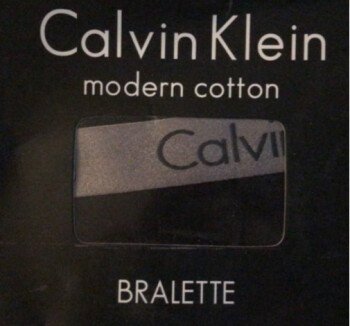 Calvin Klein
modern cotton
Calvi
BRALETTE